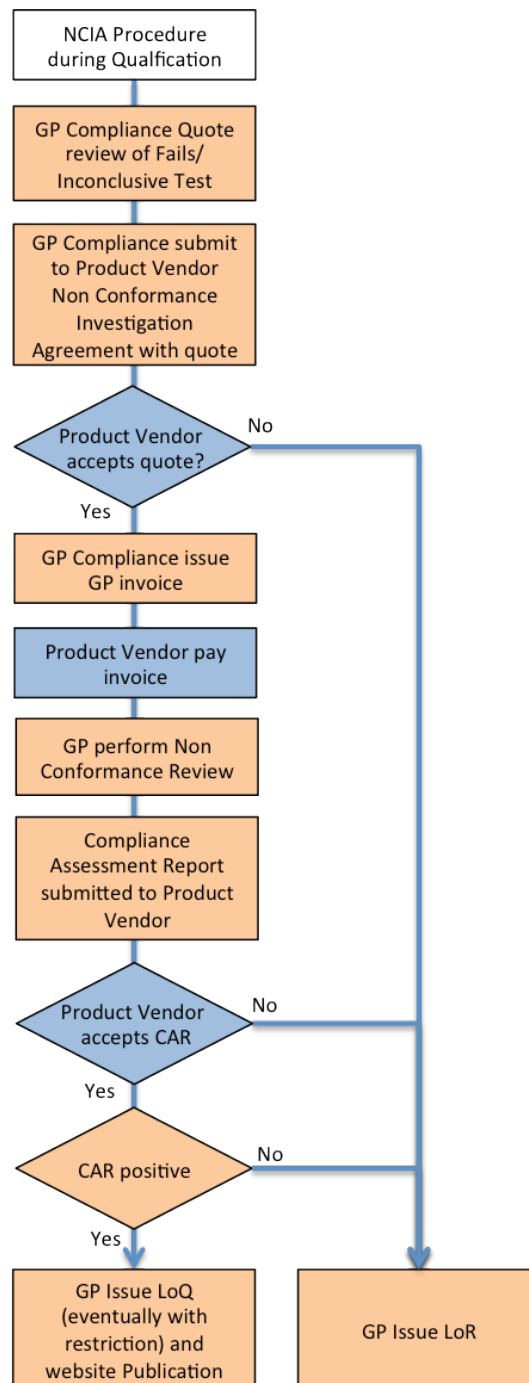 NCIA Procedure
during Qualfication
GP Compliance Quote
review of Fails/
Inconclusive Test
GP Compliance submit
to Product Vendor
Non Conformance
Investigation
Agreement with quote
Product Vendor
accepts quote?
No
Yes
GP Compliance issue
GP invoice
Product Vendor pay
invoice
GP perform Non
Conformance Review
Compliance
Assessment Report
submitted to Product
Vendor
Product Vendor
accepts CAR
No
Yes
CAR positive
No
Yes
GP Issue LoQ
(eventually with
restriction) and
website Publication
GP Issue LoR